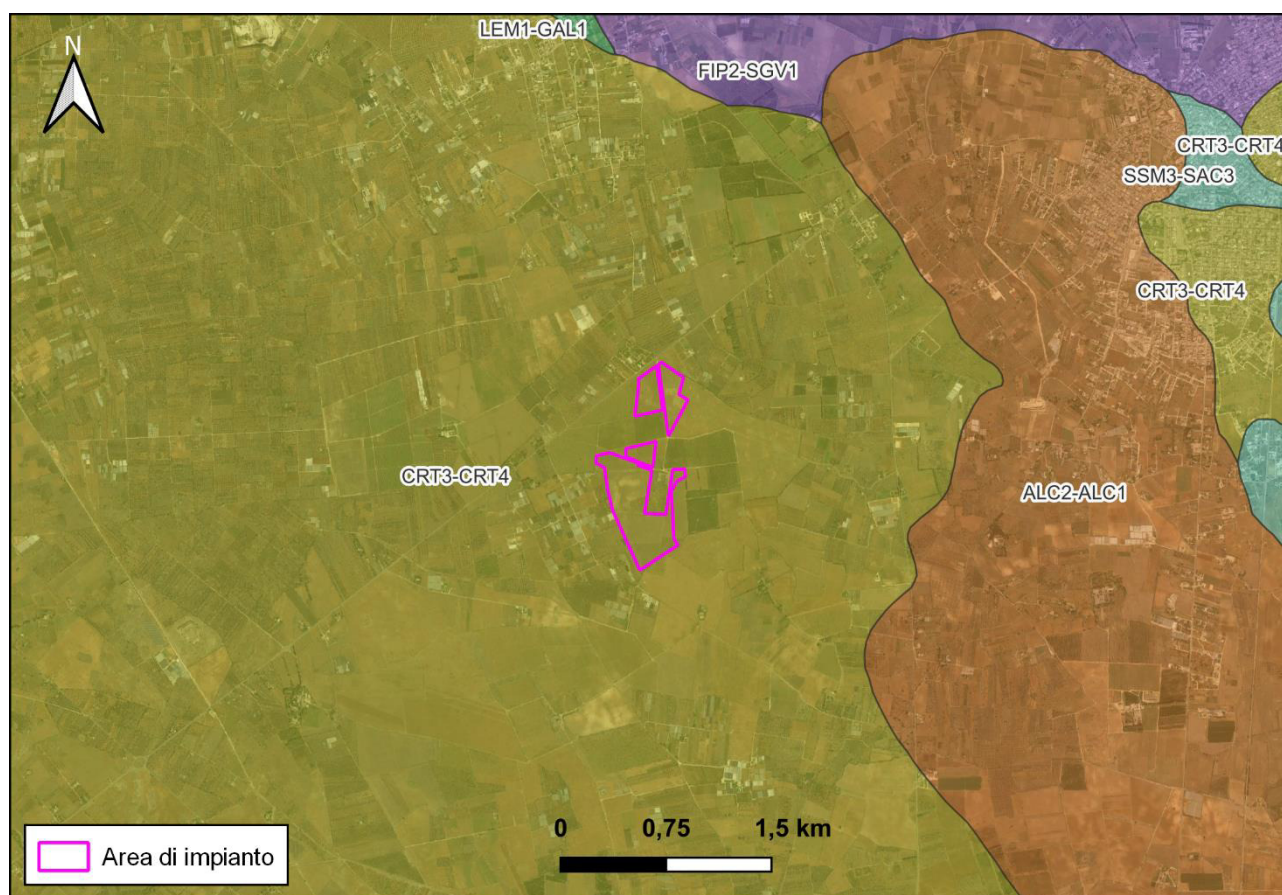 LEM1-GAL1
N
FIP2-SGV1
CRT3-CRT4
SSM3-SAC3
CRT3-CRT4
CRT3-CRT4
ALC2-ALC1
0 0,75 1,5 km
Area di impianto